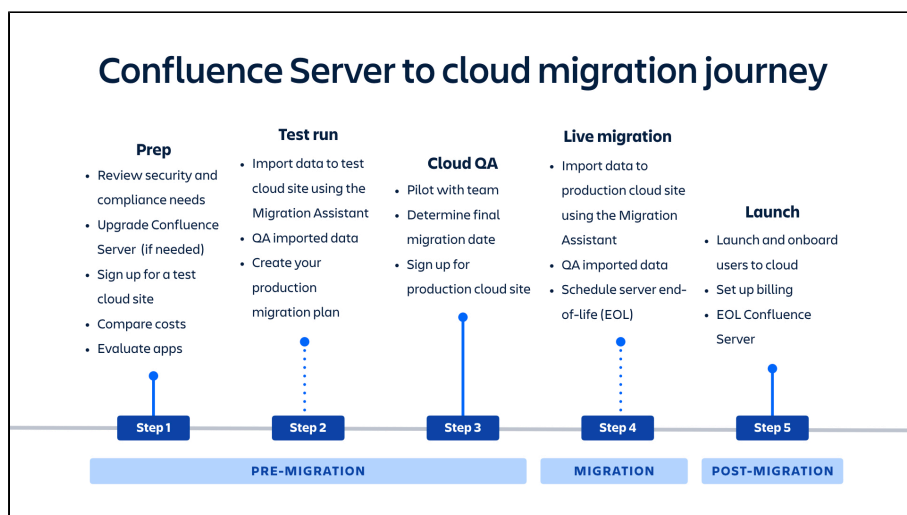 Confluence Server to cloud migration journey
Prep
• Review security and
compliance needs
• Upgrade Confluence
Server (if needed)
• Sign up for a test
cloud site
• Compare costs
• Evaluate apps
Test run
• Import data to test
cloud site using the
Migration Assistant
• QA imported data
• Create your
production
migration plan
Cloud QA
• Pilot with team
• Determine final
migration date
• Sign up for
production cloud site
Live migration
• Import data to
production cloud site
using the Migration
Assistant
• QA imported data
• Schedule server end-
of-life (EOL)
Launch
• Launch and onboard
users to cloud
• Set up billing
• EOL Confluence
Server
Step 1
Step 2
Step 3
Step 4
Step 5
PRE-MIGRATION
MIGRATION
POST-MIGRATION